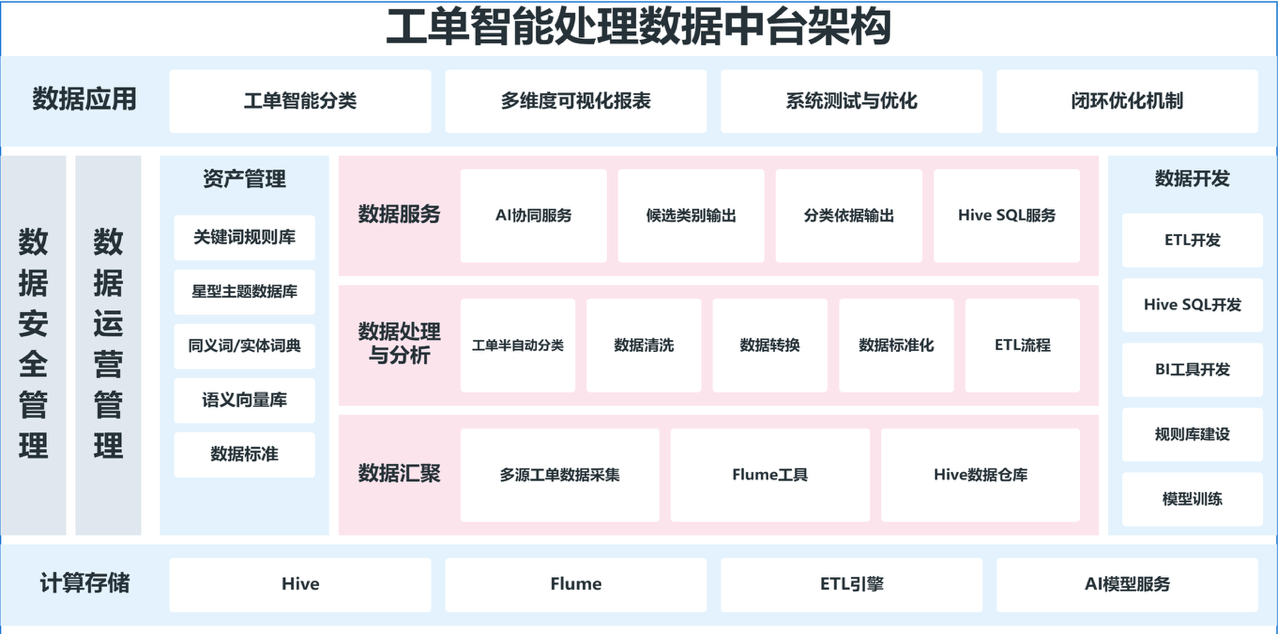 工单智能处理数据中台架构
数据应用
工单智能分类
多维度可视化报表
系统测试与优化
闭环优化机制
数据安全管理
数据运营管理
资产管理
关键词规则库
星型主题数据库
同义词/实体词典
语义向量库
数据标准
数据服务
AI协同服务
候选类别输出
分类依据输出
Hive SQL服务
数据处理
与分析
工单半自动分类
数据清洗
数据转换
数据标准化
ETL流程
数据汇聚
多源工单数据采集
Flume工具
Hive数据仓库
数据开发
ETL开发
Hive SQL开发
BI工具开发
规则库建设
模型训练
计算存储
Hive
Flume
ETL引擎
AI模型服务